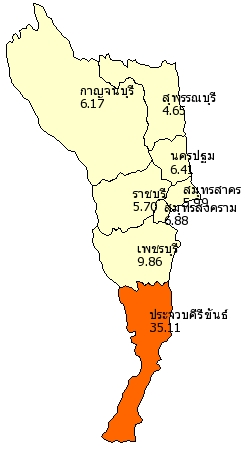 กาญจนบุรี
6.17
สุพรรณบุรี
4.65
นครปฐม
6.41
สมุทรสาคร
5.99
ราชบุรี
5.70
สมุทรสงคราม
6.88
เพชรบุรี
9.86
ประจวบคีรีขันธ์
35.11